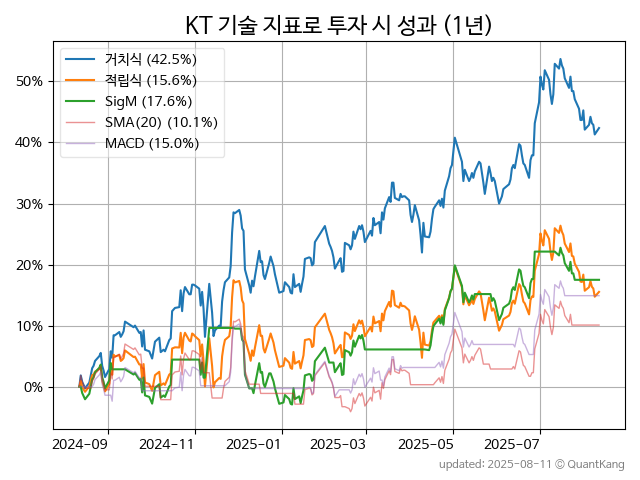 KT 기술 지표로 투자 시 성과 (1년)
거치식 (42.5%)
적립식 (15.6%)
SigM (17.6%)
SMA(20) (10.1%)
MACD (15.0%)
50%
40%
30%
20%
10%
0%
2024-09 2024-11 2025-01 2025-03 2025-05 2025-07
updated: 2025-08-11 © QuantKang